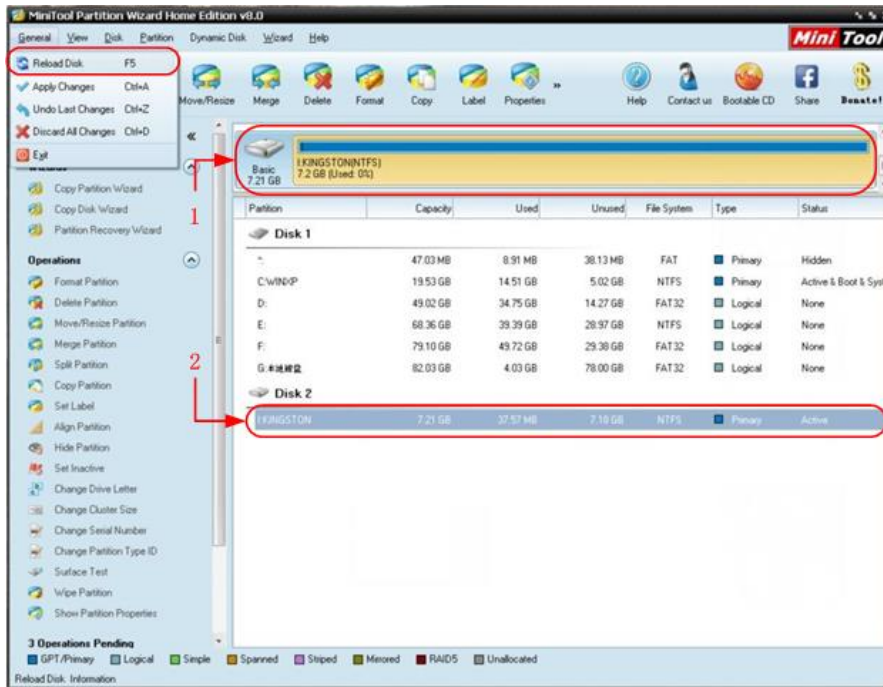 MiniTool Partition Wizard Home Edition v8.0
General View Disk Partition Dynamic Disk Wizard Help
Mini Tool
Reload Disk F5
Apply Changes Ctrl+A
Undo Last Changes Ctrl+Z
Discard All Changes Ctrl+D
Exit
Move/Resize Merge Delete Format Copy Label Properties » Help Contact us Bootable CD Share Donate!
«
1
Basic
7.21 GB
I:KINGSTON(NTFS)
7.2 GB (Used: 0%)
Copy Partition Wizard
Copy Disk Wizard
Partition Recovery Wizard
Operations
Format Partition
Delete Partition
Move/Resize Partition
Merge Partition
Split Partition
Copy Partition
Set Label
Align Partition
Hide Partition
Set Inactive
Change Drive Letter
Change Cluster Size
Change Serial Number
Change Partition Type ID
Surface Test
Wipe Partition
Show Partition Properties
3 Operations Pending
2
Partition Capacity Used Unused File System Type Status
Disk 1
*: 47.03 MB 8.91 MB 38.13 MB FAT Primary Hidden
C:WINXP 19.53 GB 14.51 GB 5.02 GB NTFS Primary Active & Boot & Sys
D: 49.02 GB 34.75 GB 14.27 GB FAT32 Logical None
E: 68.36 GB 39.39 GB 28.97 GB NTFS Logical None
F: 79.10 GB 49.72 GB 29.38 GB FAT32 Logical None
G:本地磁盘 82.03 GB 4.03 GB 78.00 GB FAT32 Logical None
Disk 2
I:KINGSTON 7.21 GB 37.57 MB 7.18 GB NTFS Primary Active
GPT/Primary Logical Simple Spanned Striped Mirrored RAID5 Unallocated
Reload Disk Information